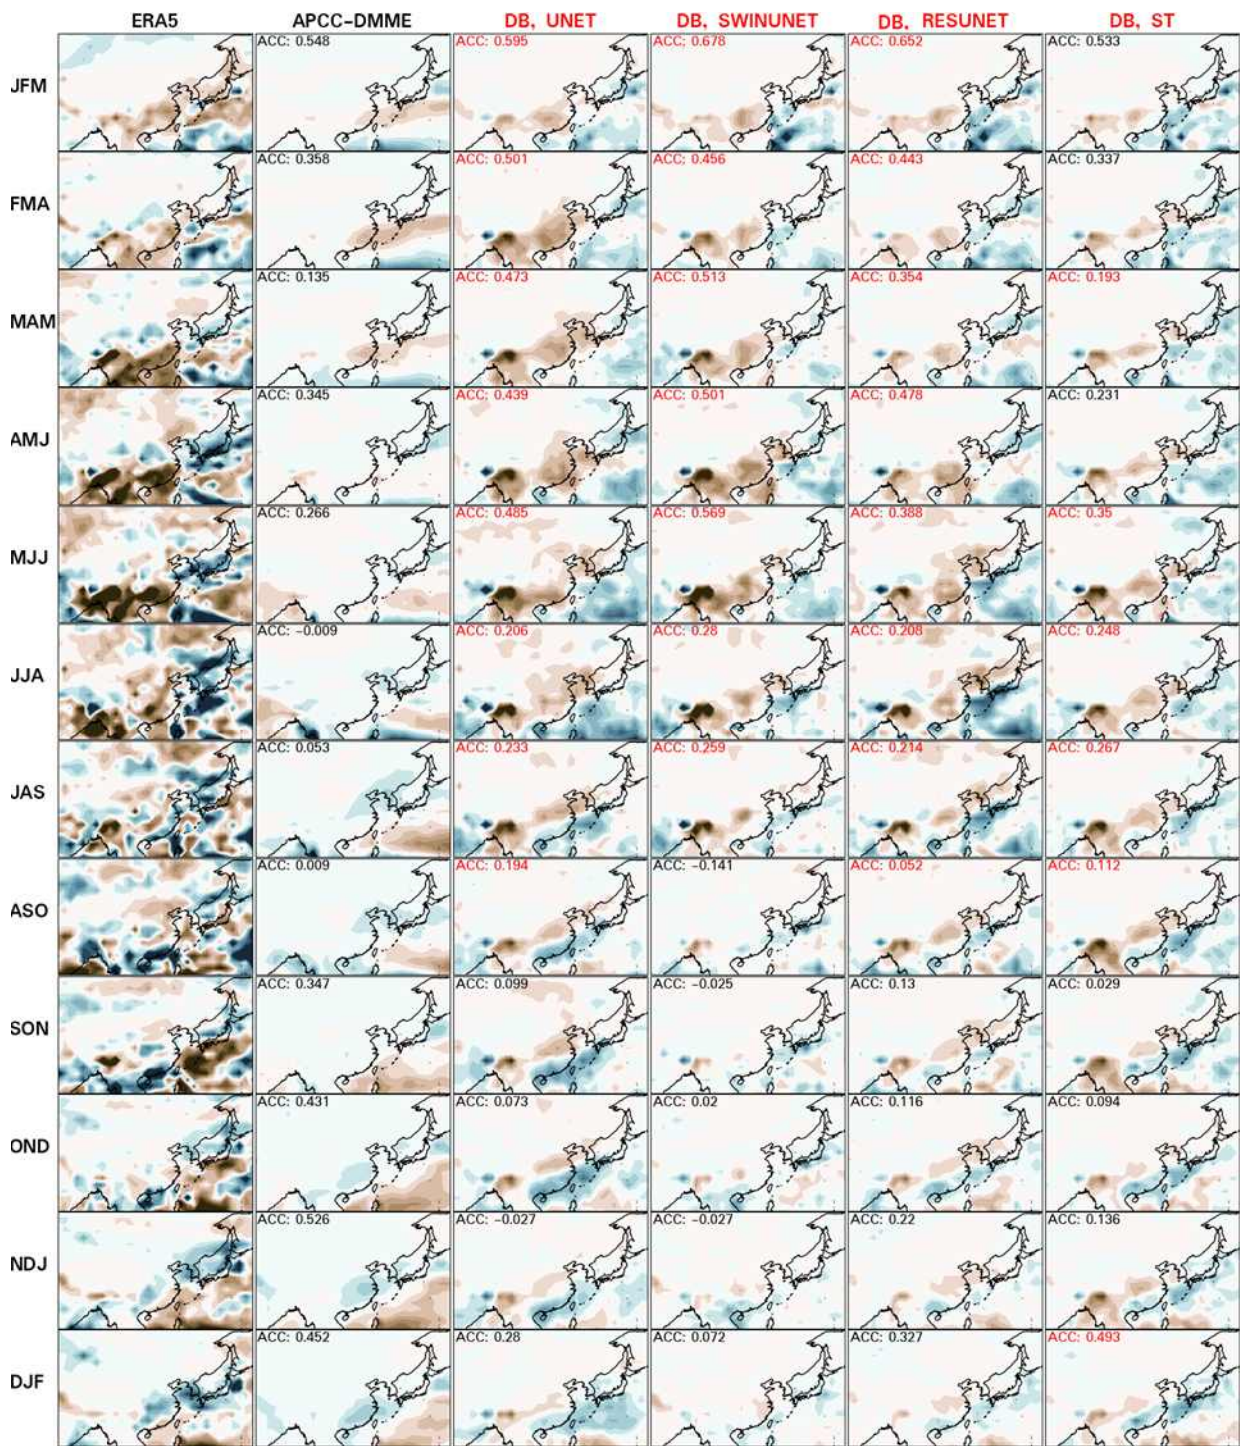 ERA5 APCC-DMME DB, UNET DB, SWINUNET DB, RESUNET DB, ST
JFM ACC: 0.548 ACC: 0.595 ACC: 0.678 ACC: 0.652 ACC: 0.533
FMA ACC: 0.358 ACC: 0.501 ACC: 0.456 ACC: 0.443 ACC: 0.337
MAM ACC: 0.135 ACC: 0.473 ACC: 0.513 ACC: 0.354 ACC: 0.193
AMJ ACC: 0.345 ACC: 0.439 ACC: 0.501 ACC: 0.478 ACC: 0.231
MJJ ACC: 0.266 ACC: 0.485 ACC: 0.569 ACC: 0.388 ACC: 0.35
JJA ACC: -0.009 ACC: 0.206 ACC: 0.28 ACC: 0.208 ACC: 0.248
JAS ACC: 0.053 ACC: 0.233 ACC: 0.259 ACC: 0.214 ACC: 0.267
ASO ACC: 0.009 ACC: 0.194 ACC: -0.141 ACC: 0.052 ACC: 0.112
SON ACC: 0.347 ACC: 0.099 ACC: -0.025 ACC: 0.13 ACC: 0.029
OND ACC: 0.431 ACC: 0.073 ACC: 0.02 ACC: 0.116 ACC: 0.094
NDJ ACC: 0.526 ACC: -0.027 ACC: -0.027 ACC: 0.22 ACC: 0.136
DJF ACC: 0.452 ACC: 0.28 ACC: 0.072 ACC: 0.327 ACC: 0.493